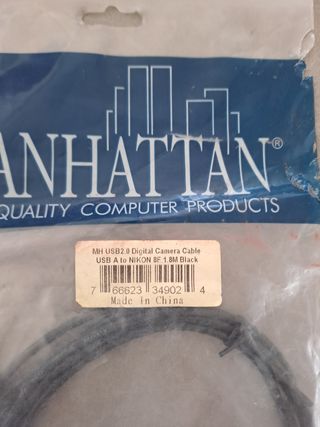 ANHATTAN®
QUALITY COMPUTER PRODUCTS
MH USB2.0 Digital Camera Cable
USB A to NIKON 8F 1.8M Black
7 66623 34902 4
Made In China